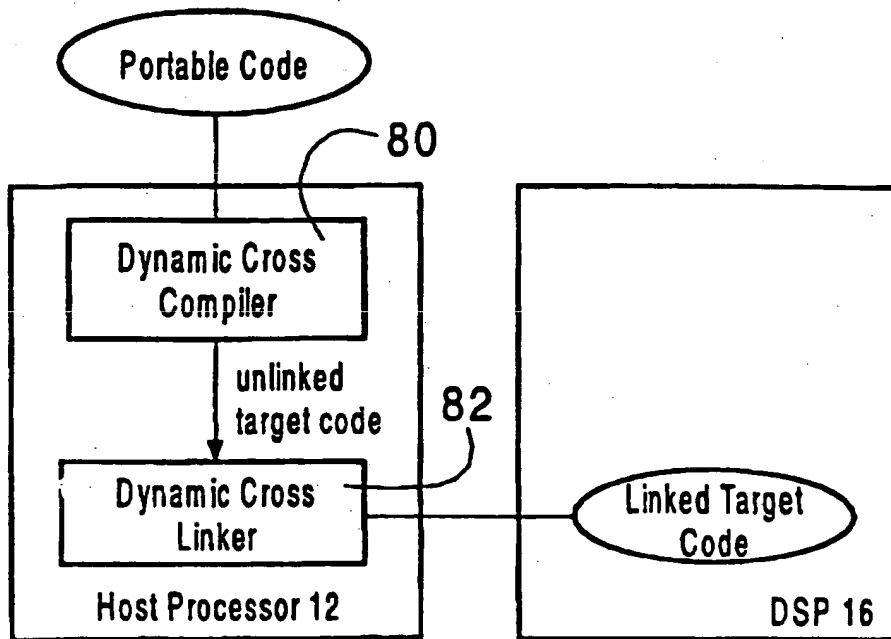 Portable Code
80
Dynamic Cross
Compiler
unlinked
target code
82
Dynamic Cross
Linker
Linked Target
Code
Host Processor 12
DSP 16